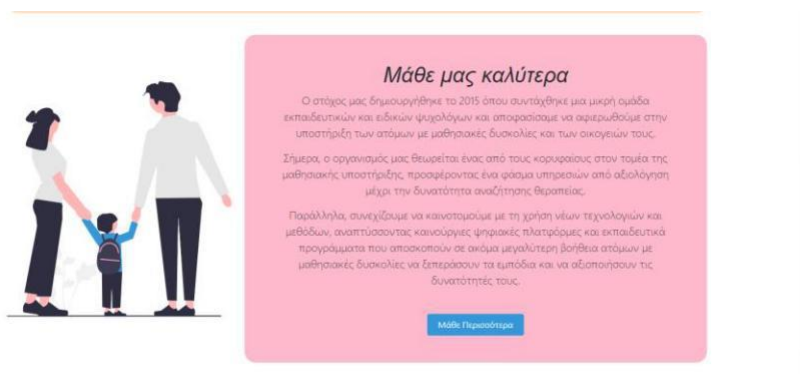 Μάθε μας καλύτερα
Ο στόχος μας δημιουργήθηκε το 2015 όπου συντάχθηκε μια μικρή ομάδα
εκπαιδευτικών και ειδικών ψυχολόγων και αποφασίσαμε να αφιερωθούμε στην
υποστήριξη των ατόμων με μαθησιακές δυσκολίες και των οικογειών τους.
Σήμερα, ο οργανισμός μας θεωρείται ένας από τους κορυφαίους στον τομέα της
μαθησιακής υποστήριξης, προσφέροντας ένα φάσμα υπηρεσιών από αξιολόγηση
μέχρι την δυνατότητα αναζήτησης θεραπείας.
Παράλληλα, συνεχίζουμε να καινοτομούμε με τη χρήση νέων τεχνολογιών και
μεθόδων, αναπτύσσοντας καινούργιες ψηφιακές πλατφόρμες και εκπαιδευτικά
προγράμματα που αποσκοπούν σε ακόμα μεγαλύτερη βοήθεια ατόμων με
μαθησιακές δυσκολίες να ξεπεράσουν τα εμπόδια και να αξιοποιήσουν τις
δυνατότητές τους.
Μάθε Περισσότερα